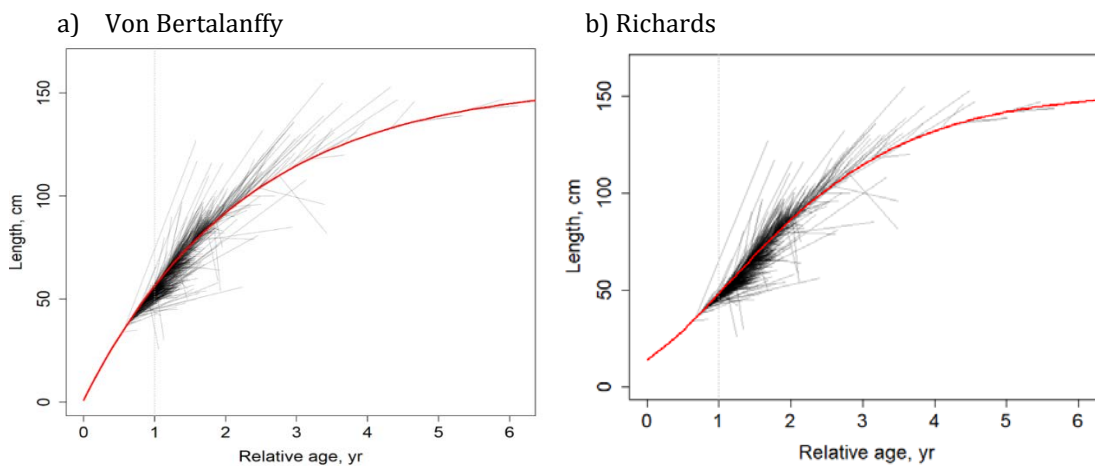 a) Von Bertalanffy
b) Richards
Length, cm
150
100
50
0
0 1 2 3 4 5 6
Relative age, yr
Length, cm
150
100
50
0
0 1 2 3 4 5 6
Relative age, yr